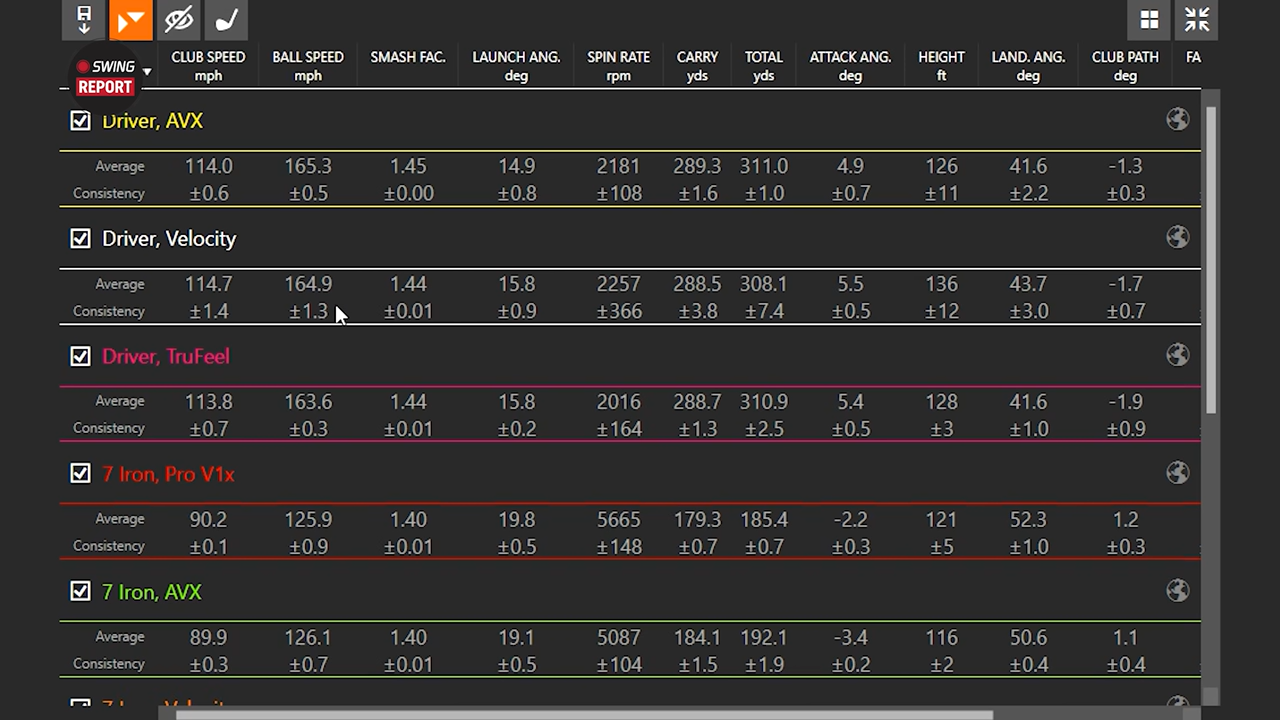 SWING
REPORT
CLUB SPEED BALL SPEED SMASH FAC. LAUNCH ANG. SPIN RATE CARRY TOTAL ATTACK ANG. HEIGHT LAND. ANG. CLUB PATH FA
mph mph deg rpm yds yds deg ft deg deg
Driver, AVX
Average 114.0 165.3 1.45 14.9 2181 289.3 311.0 4.9 126 41.6 -1.3
Consistency ±0.6 ±0.5 ±0.00 ±0.8 ±108 ±1.6 ±1.0 ±0.7 ±11 ±2.2 ±0.3
Driver, Velocity
Average 114.7 164.9 1.44 15.8 2257 288.5 308.1 5.5 136 43.7 -1.7
Consistency ±1.4 ±1.3 ±0.01 ±0.9 ±366 ±3.8 ±7.4 ±0.5 ±12 ±3.0 ±0.7
Driver, TruFeel
Average 113.8 163.6 1.44 15.8 2016 288.7 310.9 5.4 128 41.6 -1.9
Consistency ±0.7 ±0.3 ±0.01 ±0.2 ±164 ±1.3 ±2.5 ±0.5 ±3 ±1.0 ±0.9
7 Iron, Pro V1x
Average 90.2 125.9 1.40 19.8 5665 179.3 185.4 -2.2 121 52.3 1.2
Consistency ±0.1 ±0.9 ±0.01 ±0.5 ±148 ±0.7 ±0.7 ±0.3 ±5 ±1.0 ±0.3
7 Iron, AVX
Average 89.9 126.1 1.40 19.1 5087 184.1 192.1 -3.4 116 50.6 1.1
Consistency ±0.3 ±0.7 ±0.01 ±0.5 ±104 ±1.5 ±1.9 ±0.2 ±2 ±0.4 ±0.4